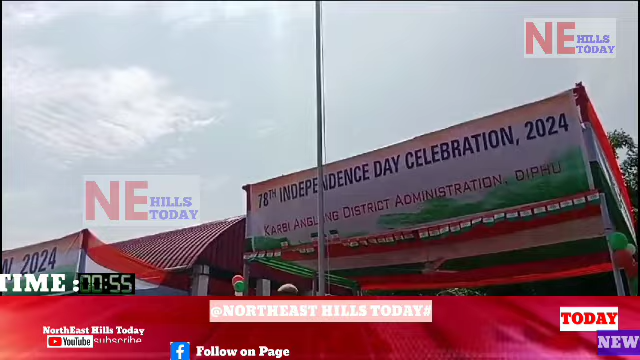 NE HILLS TODAY
78TH INDEPENDENCE DAY CELEBRATION, 2024
KARBI ANGLONG DISTRICT ADMINISTRATION, DIPHU
NE HILLS TODAY
2024
TIME : 00:55
@NORTHEAST HILLS TODAY#
TODAY
NorthEast Hills Today
YouTube subscribe
NEW
Follow on Page